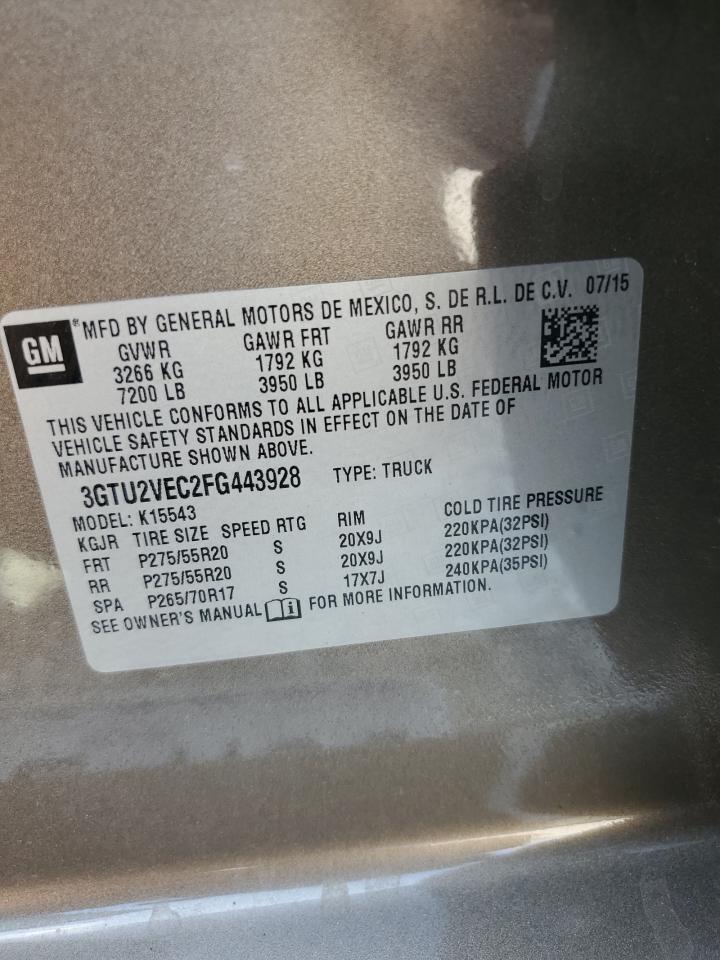 GM ® MFD BY GENERAL MOTORS DE MEXICO, S. DE R.L. DE C.V. 07/15
GVWR GAWR FRT GAWR RR
3266 KG 1792 KG 1792 KG
7200 LB 3950 LB 3950 LB
THIS VEHICLE CONFORMS TO ALL APPLICABLE U.S. FEDERAL MOTOR
VEHICLE SAFETY STANDARDS IN EFFECT ON THE DATE OF
MANUFACTURE SHOWN ABOVE.
3GTU2VEC2FG443928 TYPE: TRUCK
MODEL: K15543
KGJR TIRE SIZE SPEED RTG RIM COLD TIRE PRESSURE
FRT P275/55R20 S 20X9J 220KPA(32PSI)
RR P275/55R20 S 20X9J 220KPA(32PSI)
SPA P265/70R17 S 17X7J 240KPA(35PSI)
SEE OWNER'S MANUAL i FOR MORE INFORMATION.